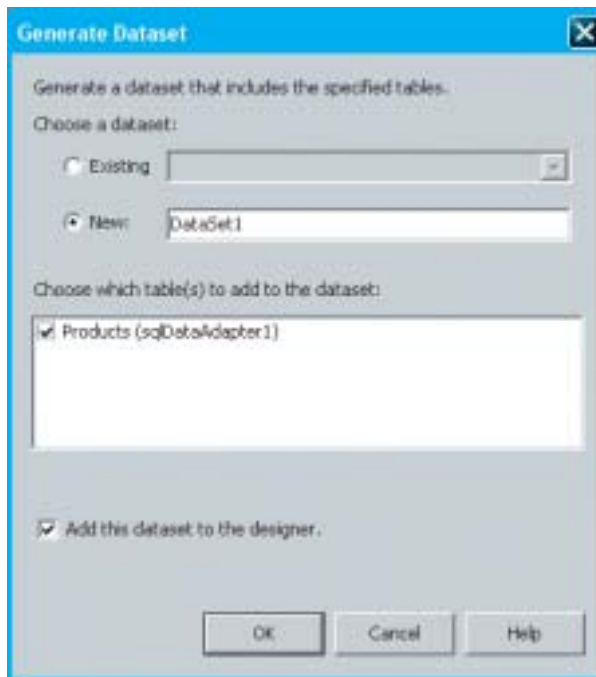 Generate Dataset
Generate a dataset that includes the specified tables.
Choose a dataset:
Existing
New:
DataSet1
Choose which table(s) to add to the dataset:
Products (sqlDataAdapter1)
Add this dataset to the designer.
OK
Cancel
Help